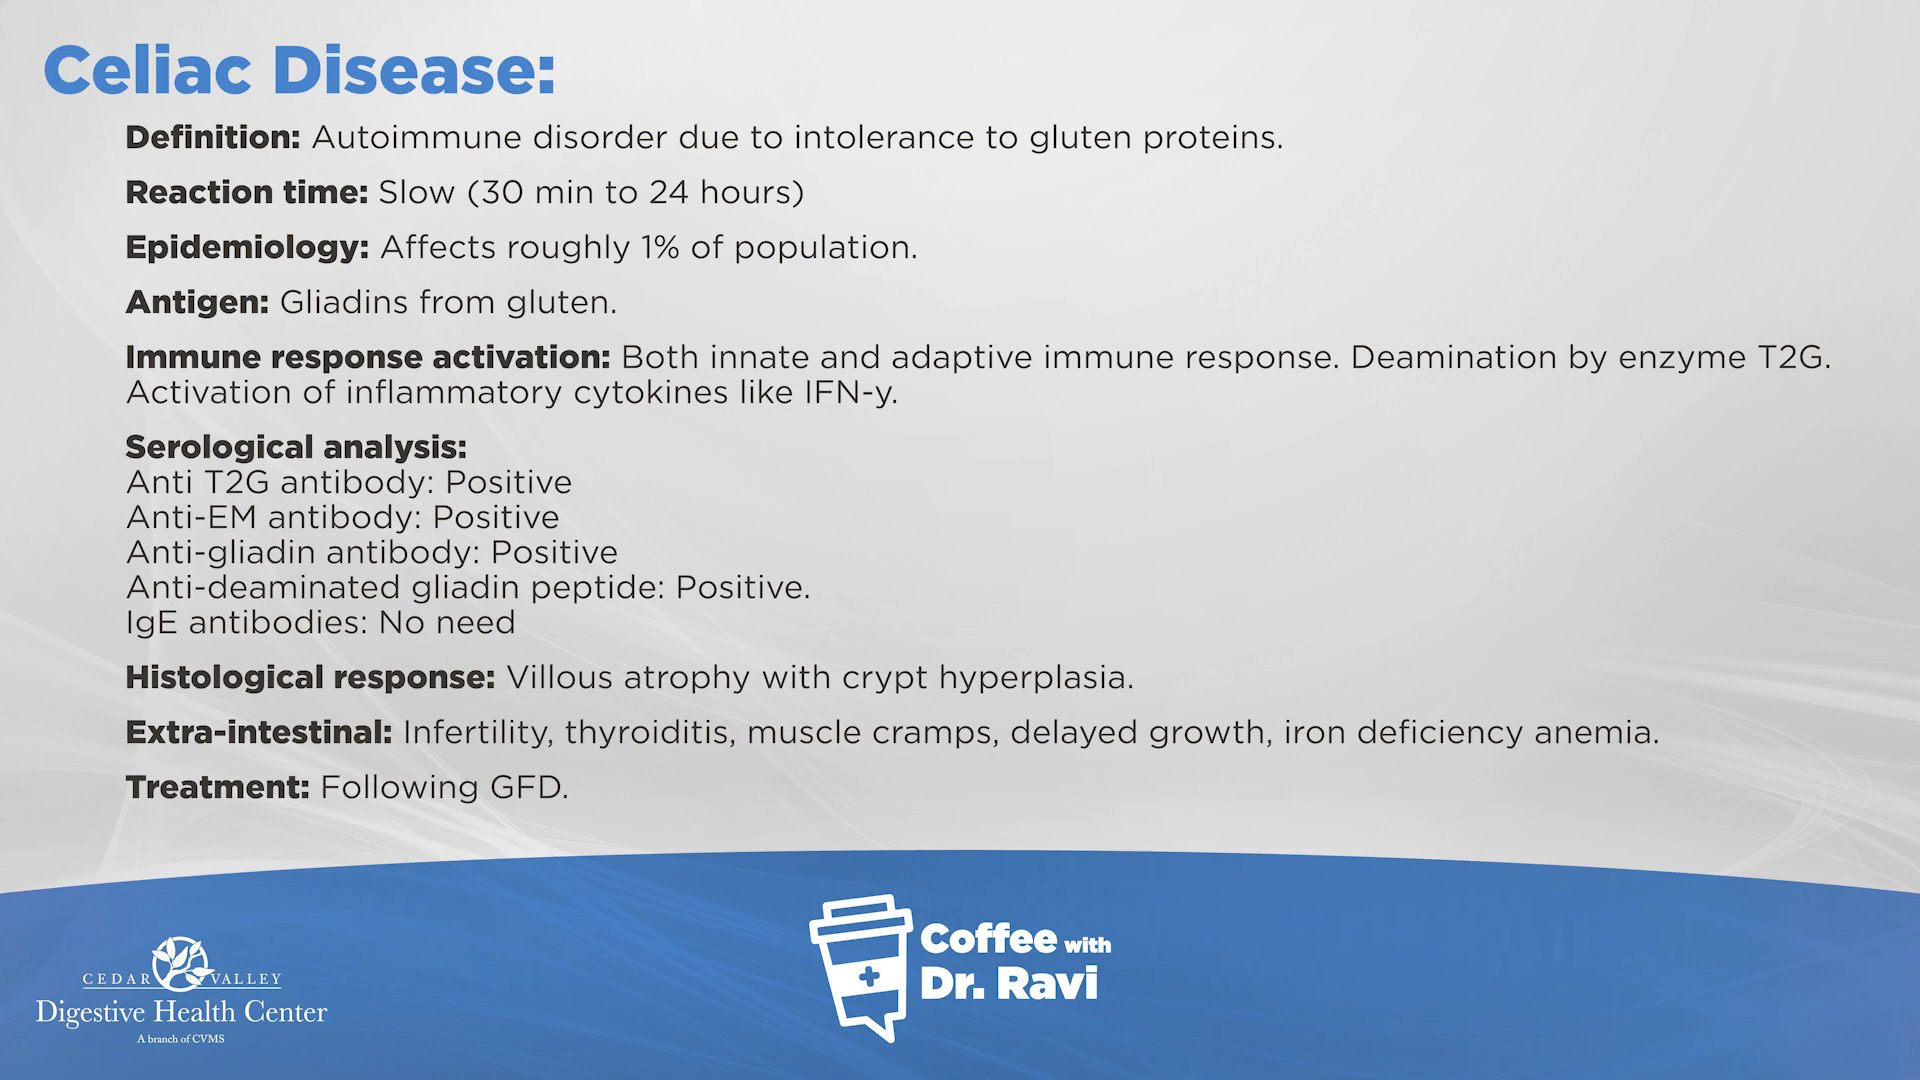 Celiac Disease:
Definition: Autoimmune disorder due to intolerance to gluten proteins.
Reaction time: Slow (30 min to 24 hours)
Epidemiology: Affects roughly 1% of population.
Antigen: Gliadins from gluten.
Immune response activation: Both innate and adaptive immune response. Deamination by enzyme T2G.
Activation of inflammatory cytokines like IFN-y.
Serological analysis:
Anti T2G antibody: Positive
Anti-EM antibody: Positive
Anti-gliadin antibody: Positive
Anti-deaminated gliadin peptide: Positive.
IgE antibodies: No need
Histological response: Villous atrophy with crypt hyperplasia.
Extra-intestinal: Infertility, thyroiditis, muscle cramps, delayed growth, iron deficiency anemia.
Treatment: Following GFD.
CEDAR VALLEY
Digestive Health Center
A branch of CVMS
Coffee with
Dr. Ravi